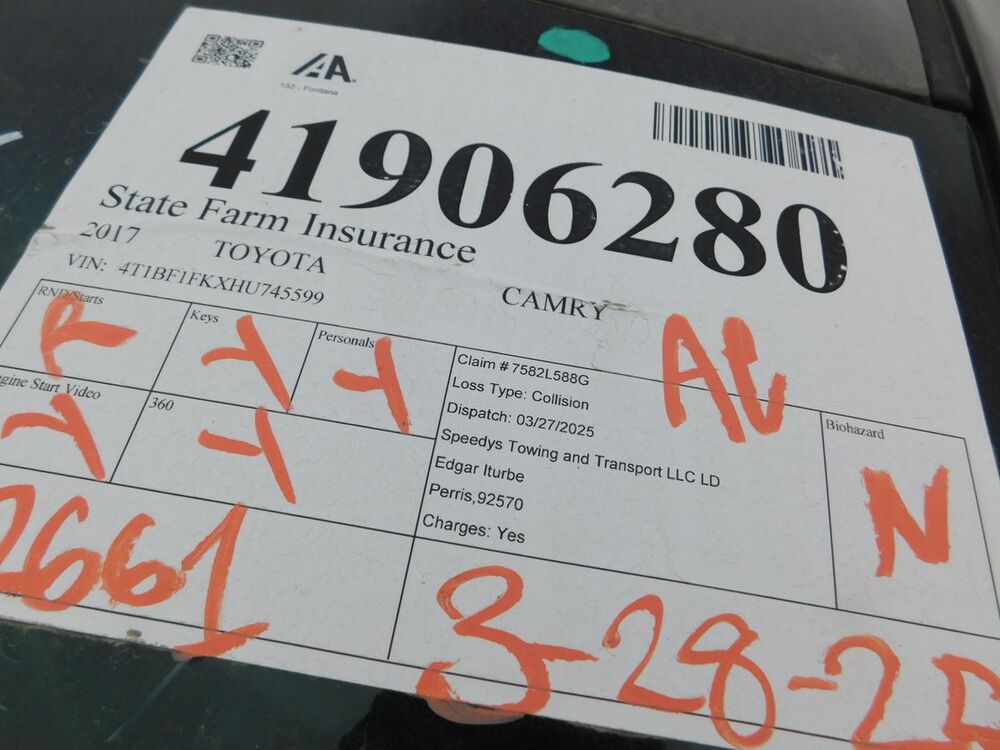 IAA
132 - Fontana
41906280
State Farm Insurance
2017 TOYOTA CAMRY
VIN: 4T1BF1FKXHU745599
RND/Starts
R
Keys
Y
Personals
Y
Claim # 7582L588G
Loss Type: Collision
Dispatch: 03/27/2025
Speedys Towing and Transport LLC LD
Edgar Iturbe
Perris,92570
Charges: Yes
Biohazard
N
ngine Start Video
Y
360
Y
2661
3-28-25